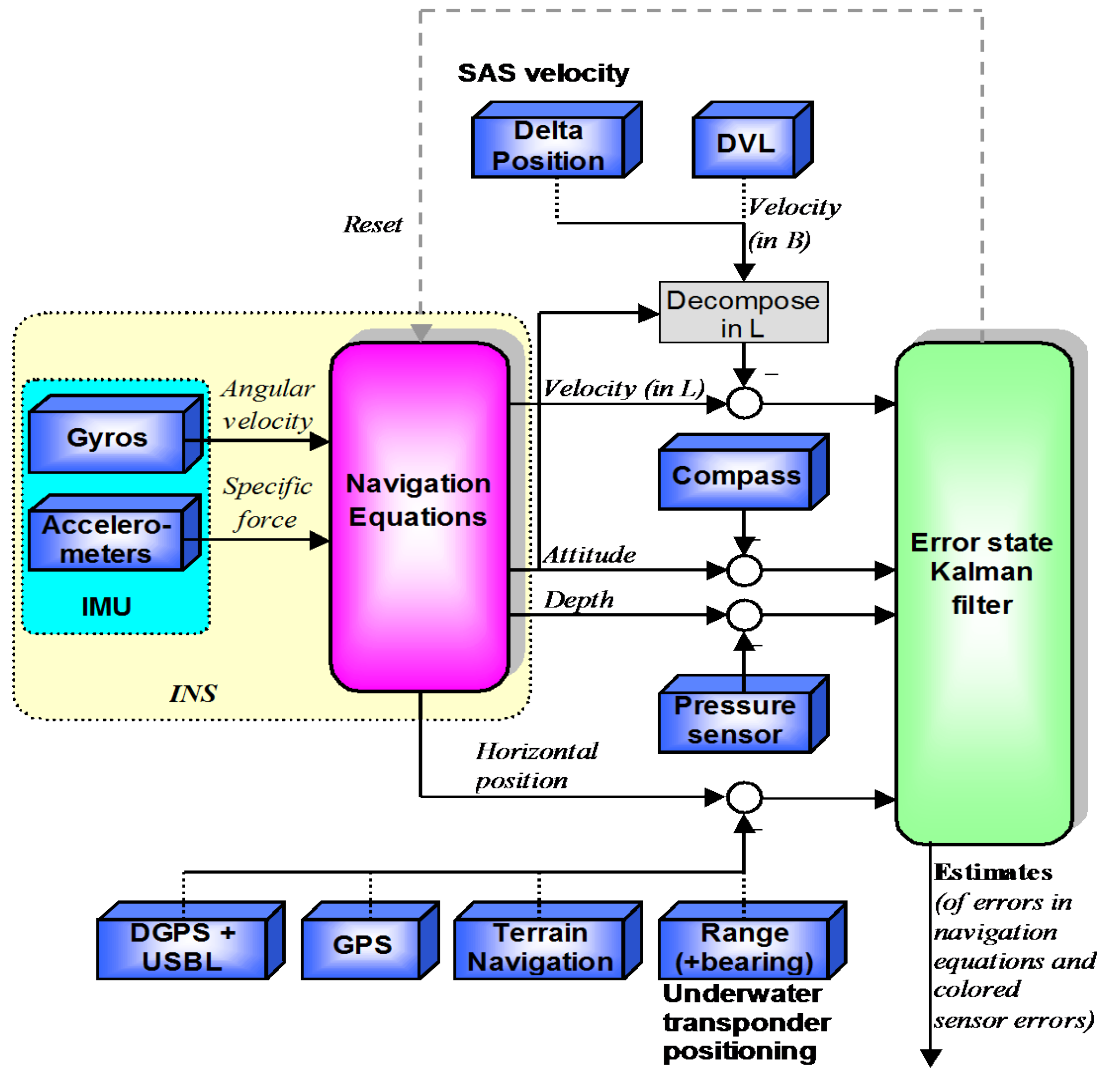 SAS velocity
Delta
Position
DVL
Reset
Velocity
(in B)
Decompose
in L
–
Angular
velocity
Velocity (in L)
Gyros
Compass
Specific
force
Navigation
Equations
Accelero-
meters
–
Error state
Kalman
filter
Attitude
IMU
Depth
–
INS
Pressure
sensor
Horizontal
position
–
DGPS +
USBL
GPS
Terrain
Navigation
Range
(+bearing)
Underwater
transponder
positioning
Estimates
(of errors in
navigation
equations and
colored
sensor errors)